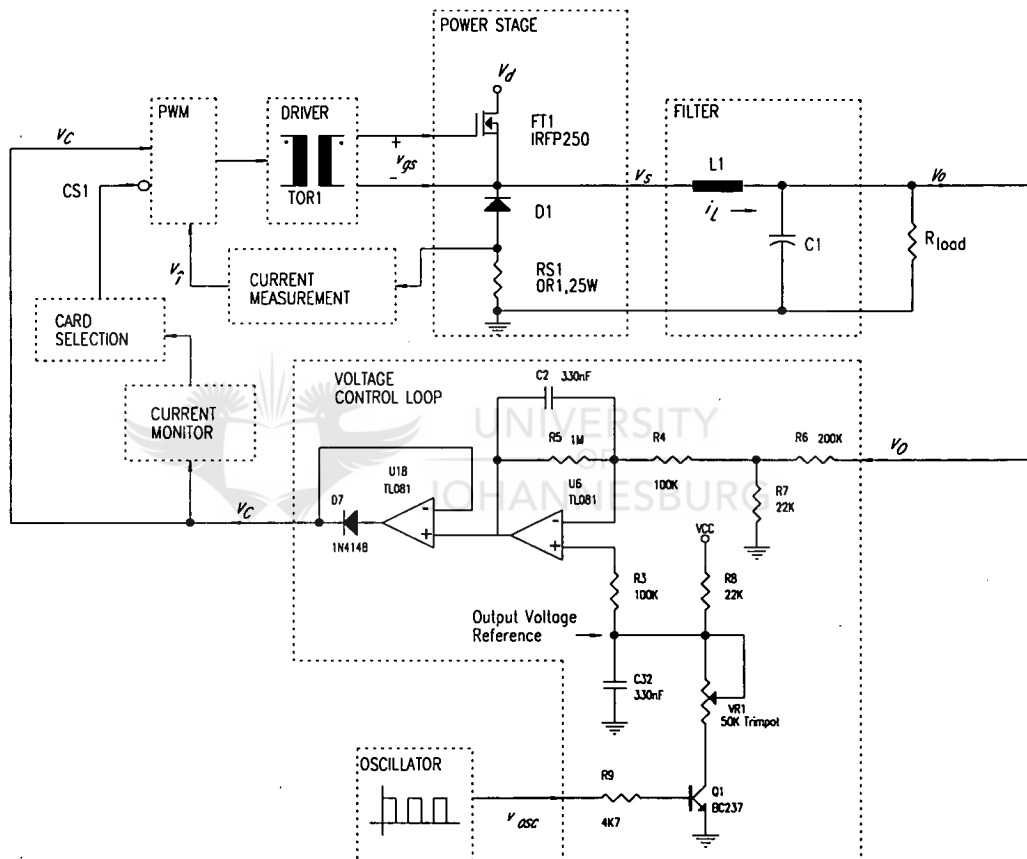 POWER STAGE
V_d
PWM
DRIVER
FT1
IRFP250
FILTER
V_C
+
V_gs
-
CS1
TOR1
V_S
L1
V_O
i_L
D1
C1
R_load
V_î
CURRENT
MEASUREMENT
RS1
0R1,25W
CARD
SELECTION
CURRENT
MONITOR
VOLTAGE
CONTROL LOOP
C2 330nF
UNIVERSITY
OF
JOHANNESBURG
R5 1M
R4
100K
R6 200K
V_O
U18
TL081
U6
TL081
R7
22K
D7
1N4148
-
+
-
+
V_C
VCC
R3
100K
R8
22K
Output Voltage
Reference
C32
330nF
VR1
50K Trimpot
OSCILLATOR
R9
4K7
Q1
BC237
V_osc